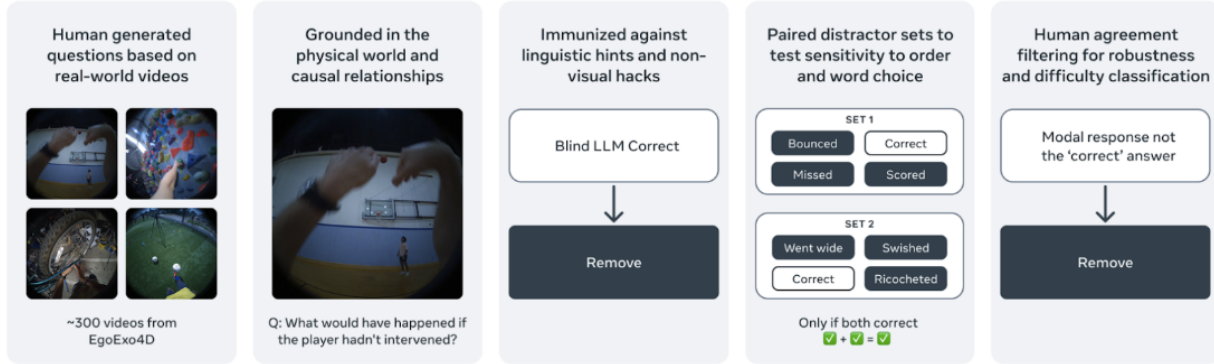 Human generated
questions based on
real-world videos
~300 videos from
EgoExo4D
Grounded in the
physical world and
causal relationships
Q: What would have happened if
the player hadn't intervened?
Immunized against
linguistic hints and non-
visual hacks
Blind LLM Correct
Remove
Paired distractor sets to
test sensitivity to order
and word choice
SET 1
Bounced Correct
Missed Scored
SET 2
Went wide Swished
Correct Ricocheted
Only if both correct
✅ + ✅ = ✅
Human agreement
filtering for robustness
and difficulty classification
Modal response not
the ‘correct’ answer
Remove